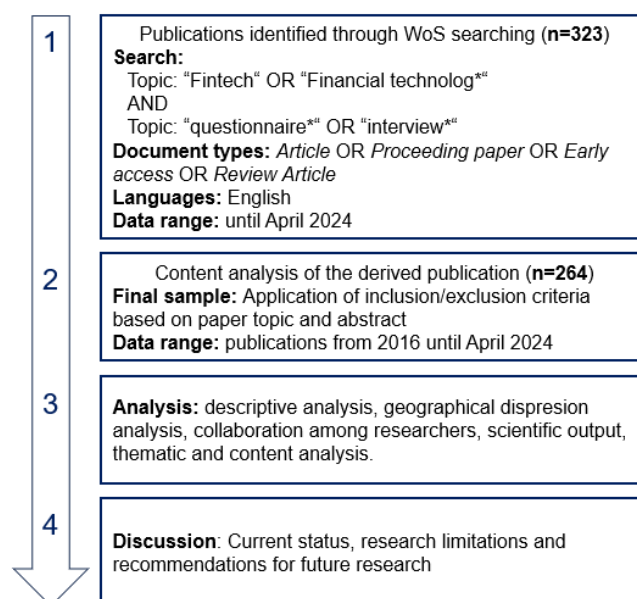 1
Publications identified through WoS searching (n=323)
Search:
Topic: “Fintech“ OR “Financial technolog*“
AND
Topic: “questionnaire*“ OR “interview*“
Document types: Article OR Proceeding paper OR Early
access OR Review Article
Languages: English
Data range: until April 2024
2
Content analysis of the derived publication (n=264)
Final sample: Application of inclusion/exclusion criteria
based on paper topic and abstract
Data range: publications from 2016 until April 2024
3
Analysis: descriptive analysis, geographical dispresion
analysis, collaboration among researchers, scientific output,
thematic and content analysis.
4
Discussion: Current status, research limitations and
recommendations for future research